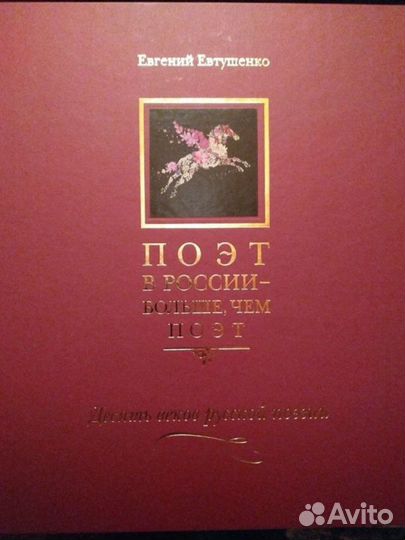 Евгений Евтушенко
ПОЭТ
В РОССИИ–
БОЛЬШЕ, ЧЕМ
ПОЭТ
Десять веков русской поэзии
Avito